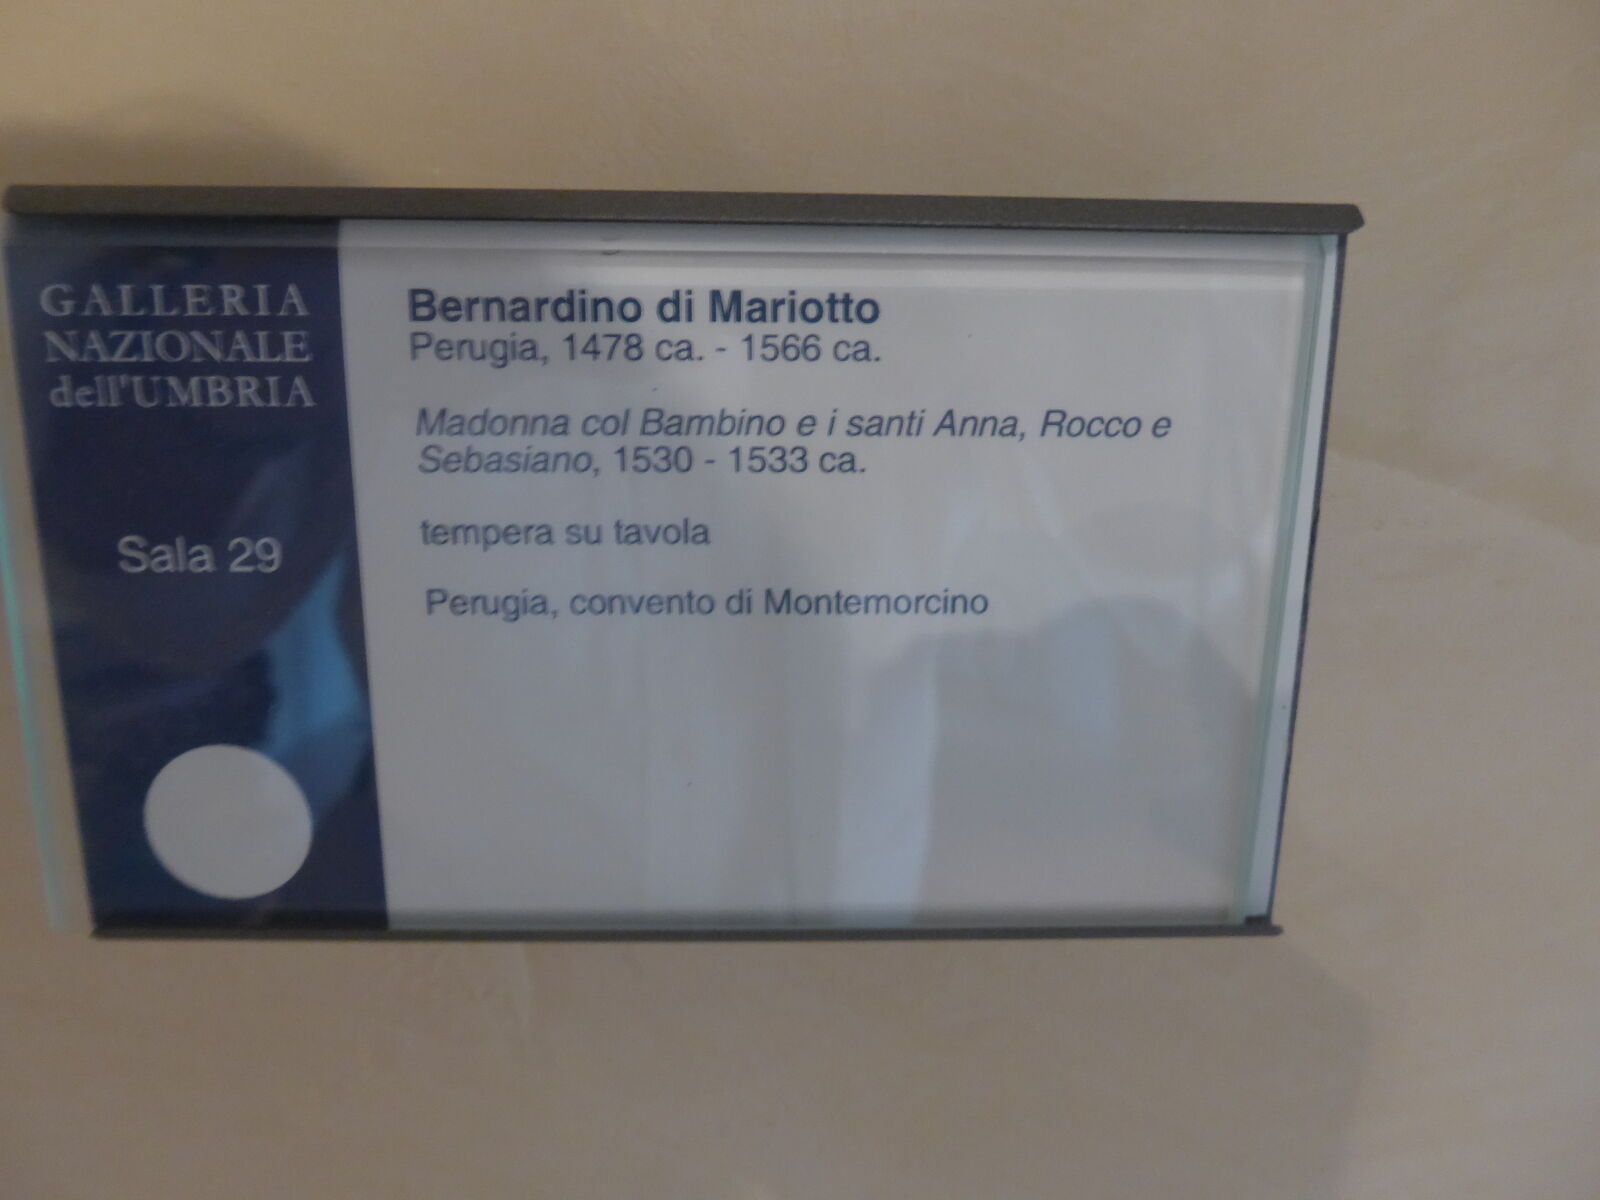 GALLERIA
NAZIONALE
dell'UMBRIA
Sala 29
Bernardino di Mariotto
Perugia, 1478 ca. - 1566 ca.
Madonna col Bambino e i santi Anna, Rocco e
Sebasiano, 1530 - 1533 ca.
tempera su tavola
Perugia, convento di Montemorcino